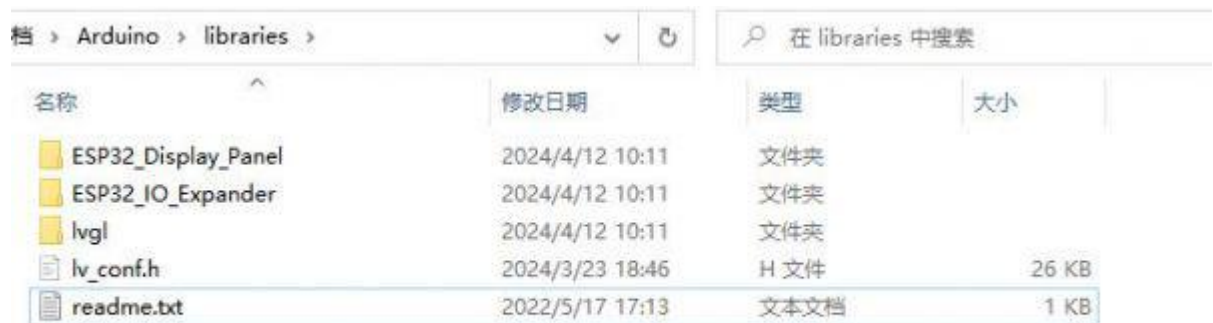 档 › Arduino › libraries ›
在 libraries 中搜索
名称 修改日期 类型 大小
ESP32_Display_Panel 2024/4/12 10:11 文件夹
ESP32_IO_Expander 2024/4/12 10:11 文件夹
lvgl 2024/4/12 10:11 文件夹
lv_conf.h 2024/3/23 18:46 H 文件 26 KB
readme.txt 2022/5/17 17:13 文本文档 1 KB